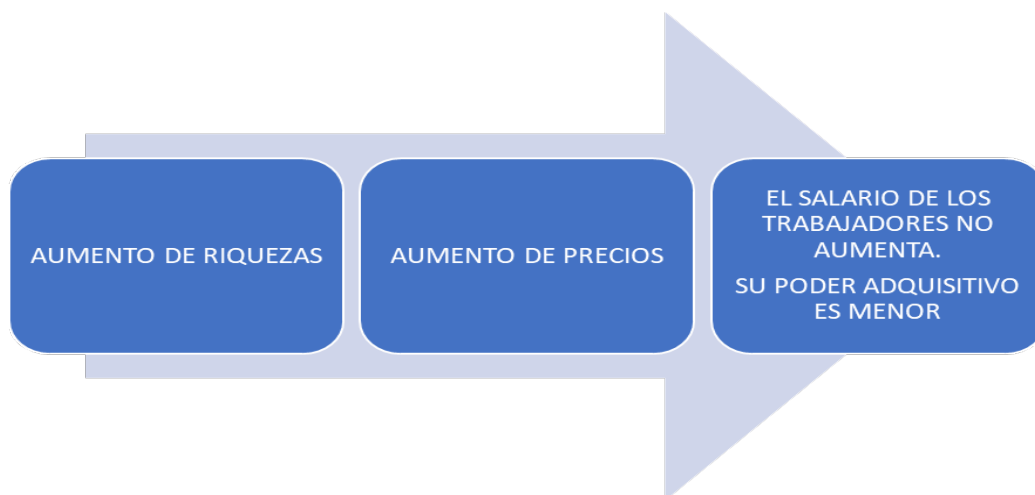 AUMENTO DE RIQUEZAS
AUMENTO DE PRECIOS
EL SALARIO DE LOS
TRABAJADORES NO
AUMENTA.
SU PODER ADQUISITIVO
ES MENOR